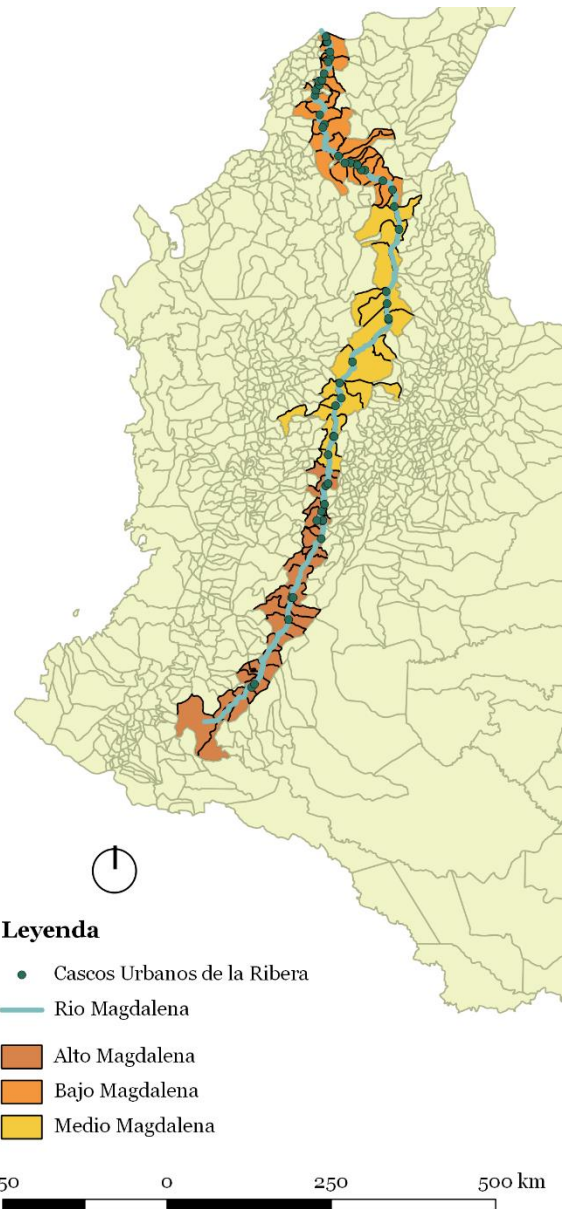 Leyenda
Cascos Urbanos de la Ribera
Rio Magdalena
Alto Magdalena
Bajo Magdalena
Medio Magdalena
50 0 250 500 km